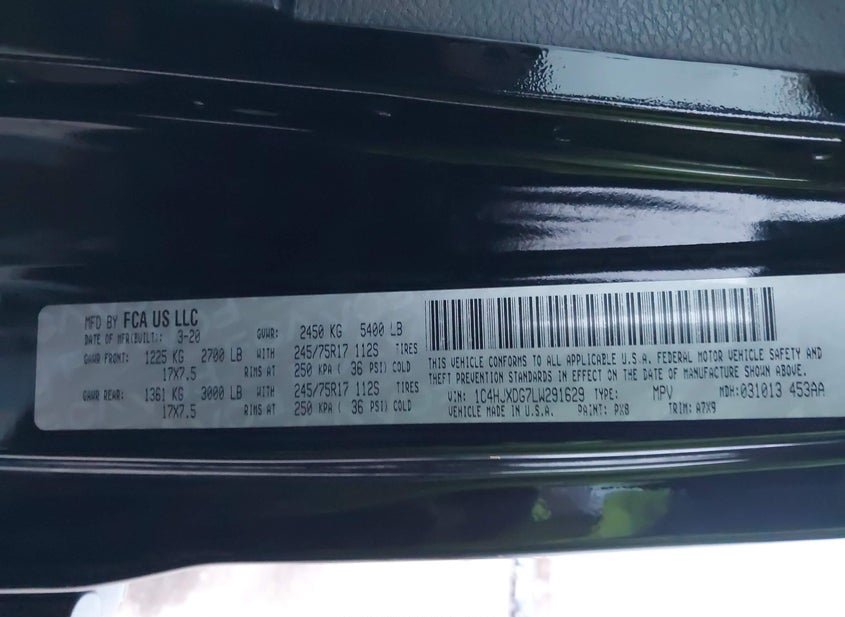 MFD BY FCA US LLC
DATE OF MFR(BUILT): 3-20 GVWR: 2450 KG 5400 LB
GAWR FRONT: 1225 KG 2700 LB WITH 245/75R17 112S TIRES
17X7.5 RIMS AT 250 KPA ( 36 PSI) COLD
GAWR REAR: 1361 KG 3000 LB WITH 245/75R17 112S TIRES
17X7.5 RIMS AT 250 KPA ( 36 PSI) COLD
THIS VEHICLE CONFORMS TO ALL APPLICABLE U.S.A. FEDERAL MOTOR VEHICLE SAFETY AND
THEFT PREVENTION STANDARDS IN EFFECT ON THE DATE OF MANUFACTURE SHOWN ABOVE.
VIN: 1C4HJXDG7LW291629 TYPE: MPV MDH:031013 453AA
VEHICLE MADE IN U.S.A. PAINT: PX8 TRIM: A7X9